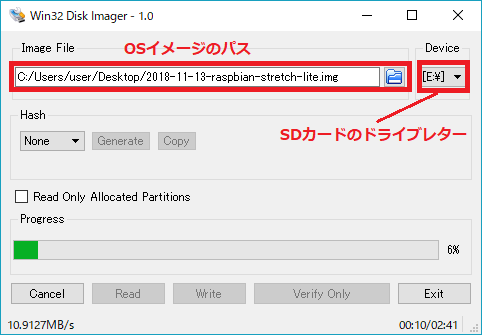 Win32 Disk Imager - 1.0
Image File
OSイメージのパス
Device
C:/Users/user/Desktop/2018-11-13-raspbian-stretch-lite.img
[E:¥]
SDカードのドライブレター
Hash
None
Generate
Copy
Read Only Allocated Partitions
Progress
6%
Cancel
Read
Write
Verify Only
Exit
10.9127MB/s
00:10/02:41